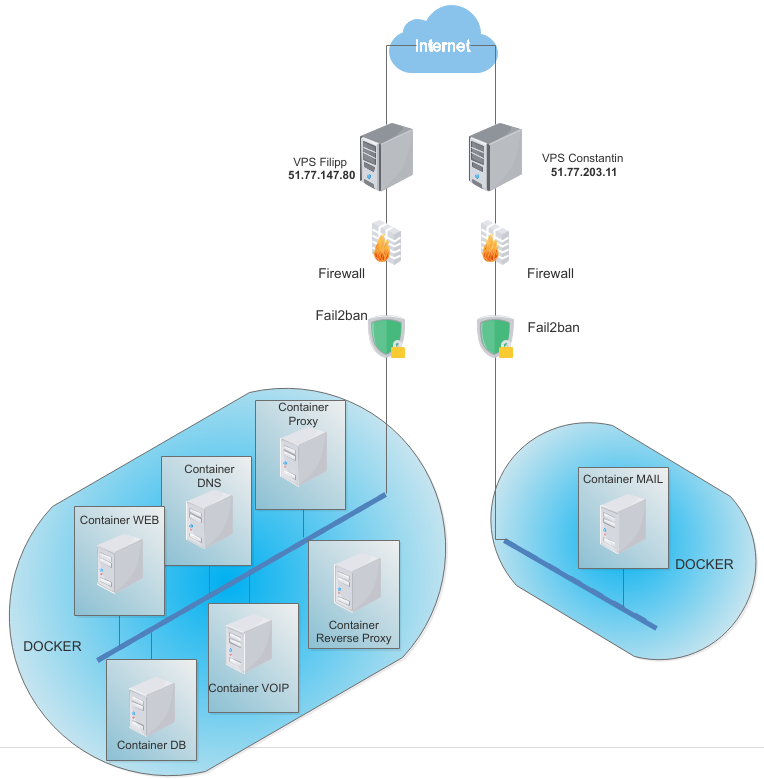 Internet
VPS Filipp
51.77.147.80
VPS Constantin
51.77.203.11
Firewall
Firewall
Fail2ban
Fail2ban
Container
Proxy
Container
DNS
Container WEB
Container MAIL
DOCKER
Container
Reverse Proxy
DOCKER
Container VOIP
Container DB